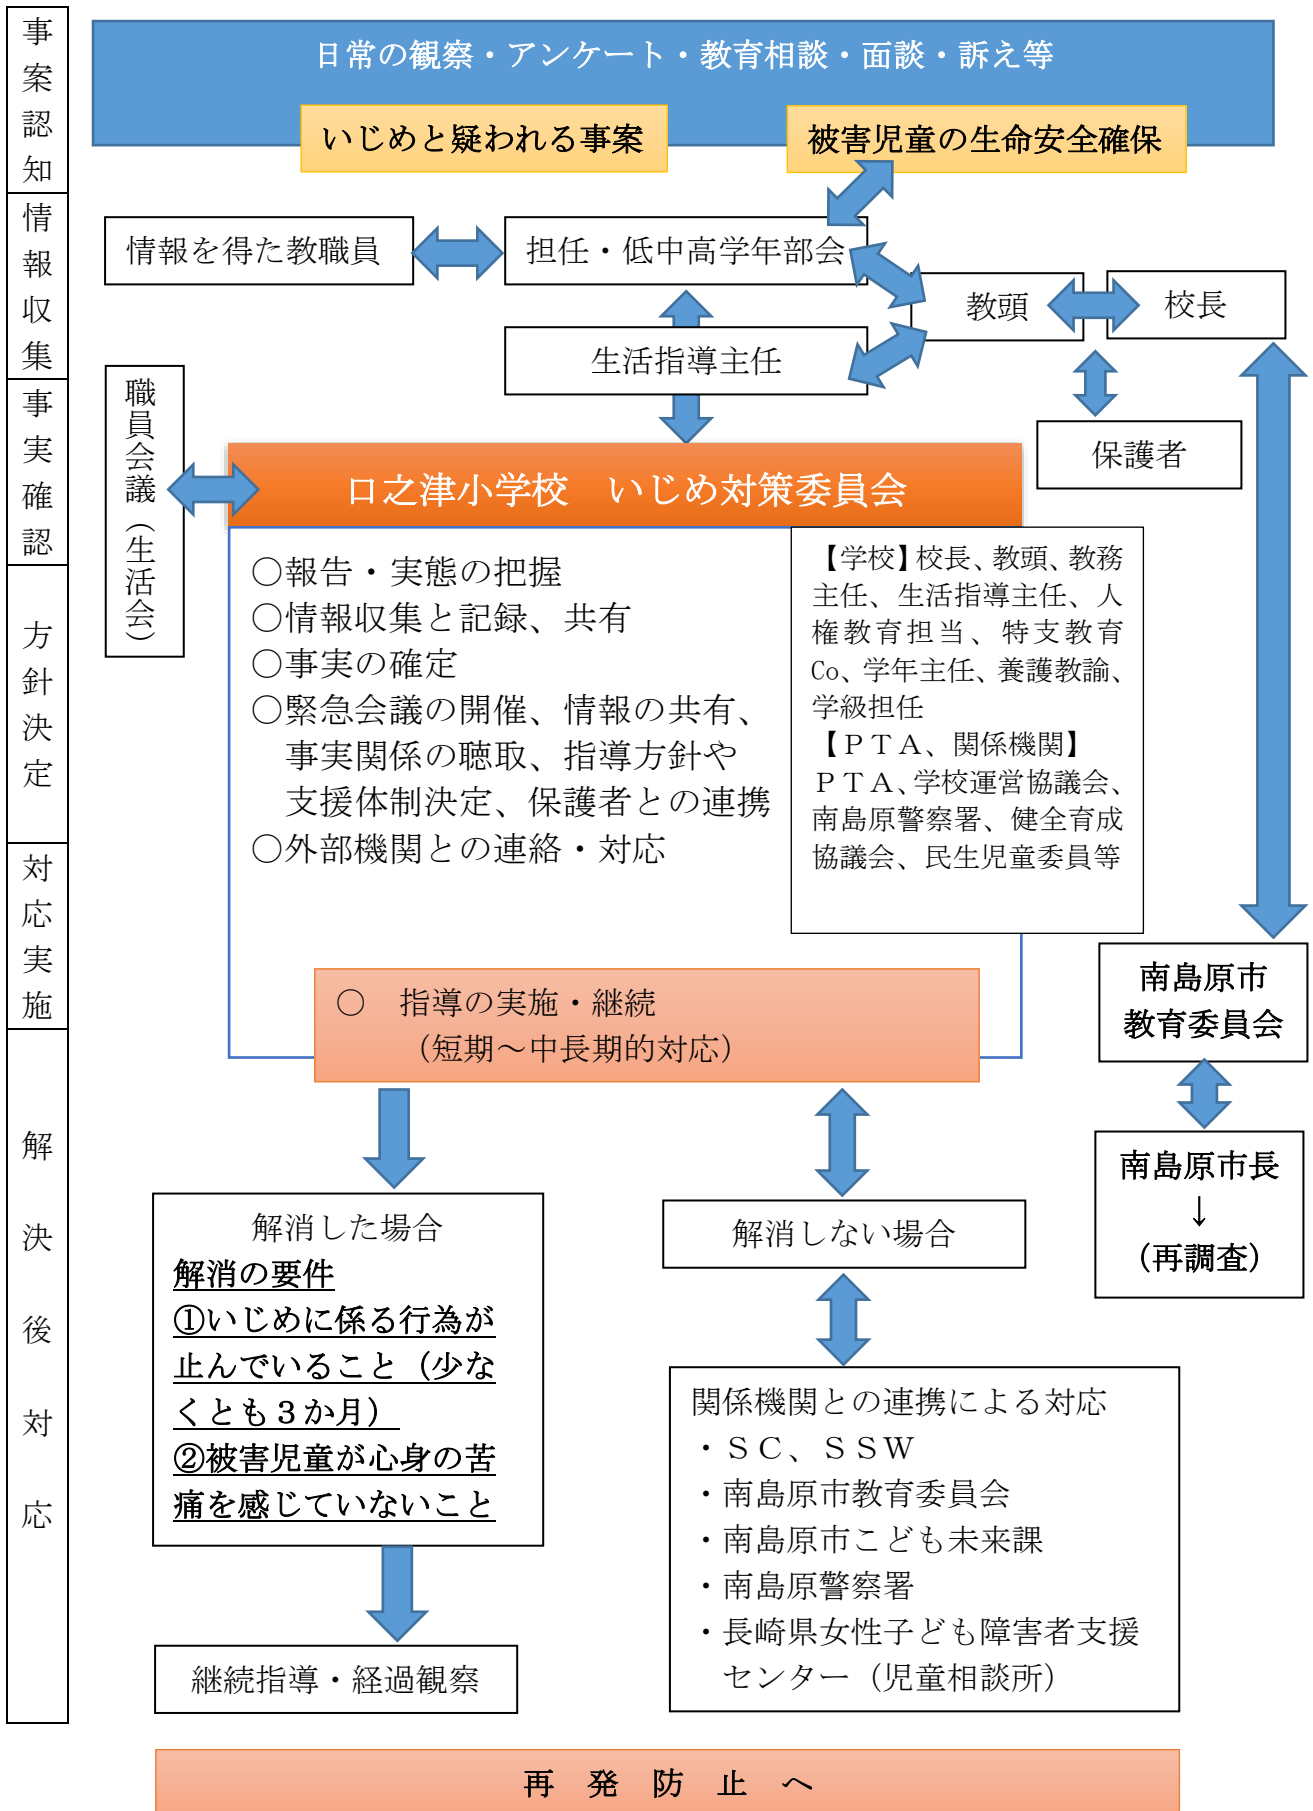 事案認知
情報収集
事実確認
方針決定
対応実施
解決後対応
日常の観察・アンケート・教育相談・面談・訴え等
いじめと疑われる事案
被害児童の生命安全確保
情報を得た教職員
担任・低中高学年部会
教頭
校長
生活指導主任
保護者
職員会議（生活会）
口之津小学校　いじめ対策委員会
○報告・実態の把握
○情報収集と記録、共有
○事実の確定
○緊急会議の開催、情報の共有、
事実関係の聴取、指導方針や
支援体制決定、保護者との連携
○外部機関との連絡・対応
【学校】校長、教頭、教務
主任、生活指導主任、人
権教育担当、特支教育
Co、学年主任、養護教諭、
学級担任
【ＰＴＡ、関係機関】
ＰＴＡ、学校運営協議会、
南島原警察署、健全育成
協議会、民生児童委員等
○　指導の実施・継続
（短期～中長期的対応）
南島原市
教育委員会
南島原市長
↓
（再調査）
解消した場合
解消の要件
①いじめに係る行為が
止んでいること（少な
くとも３か月）
②被害児童が心身の苦
痛を感じていないこと
継続指導・経過観察
解消しない場合
関係機関との連携による対応
・ＳＣ、ＳＳＷ
・南島原市教育委員会
・南島原市こども未来課
・南島原警察署
・長崎県女性子ども障害者支援
センター（児童相談所）
再　発　防　止　へ